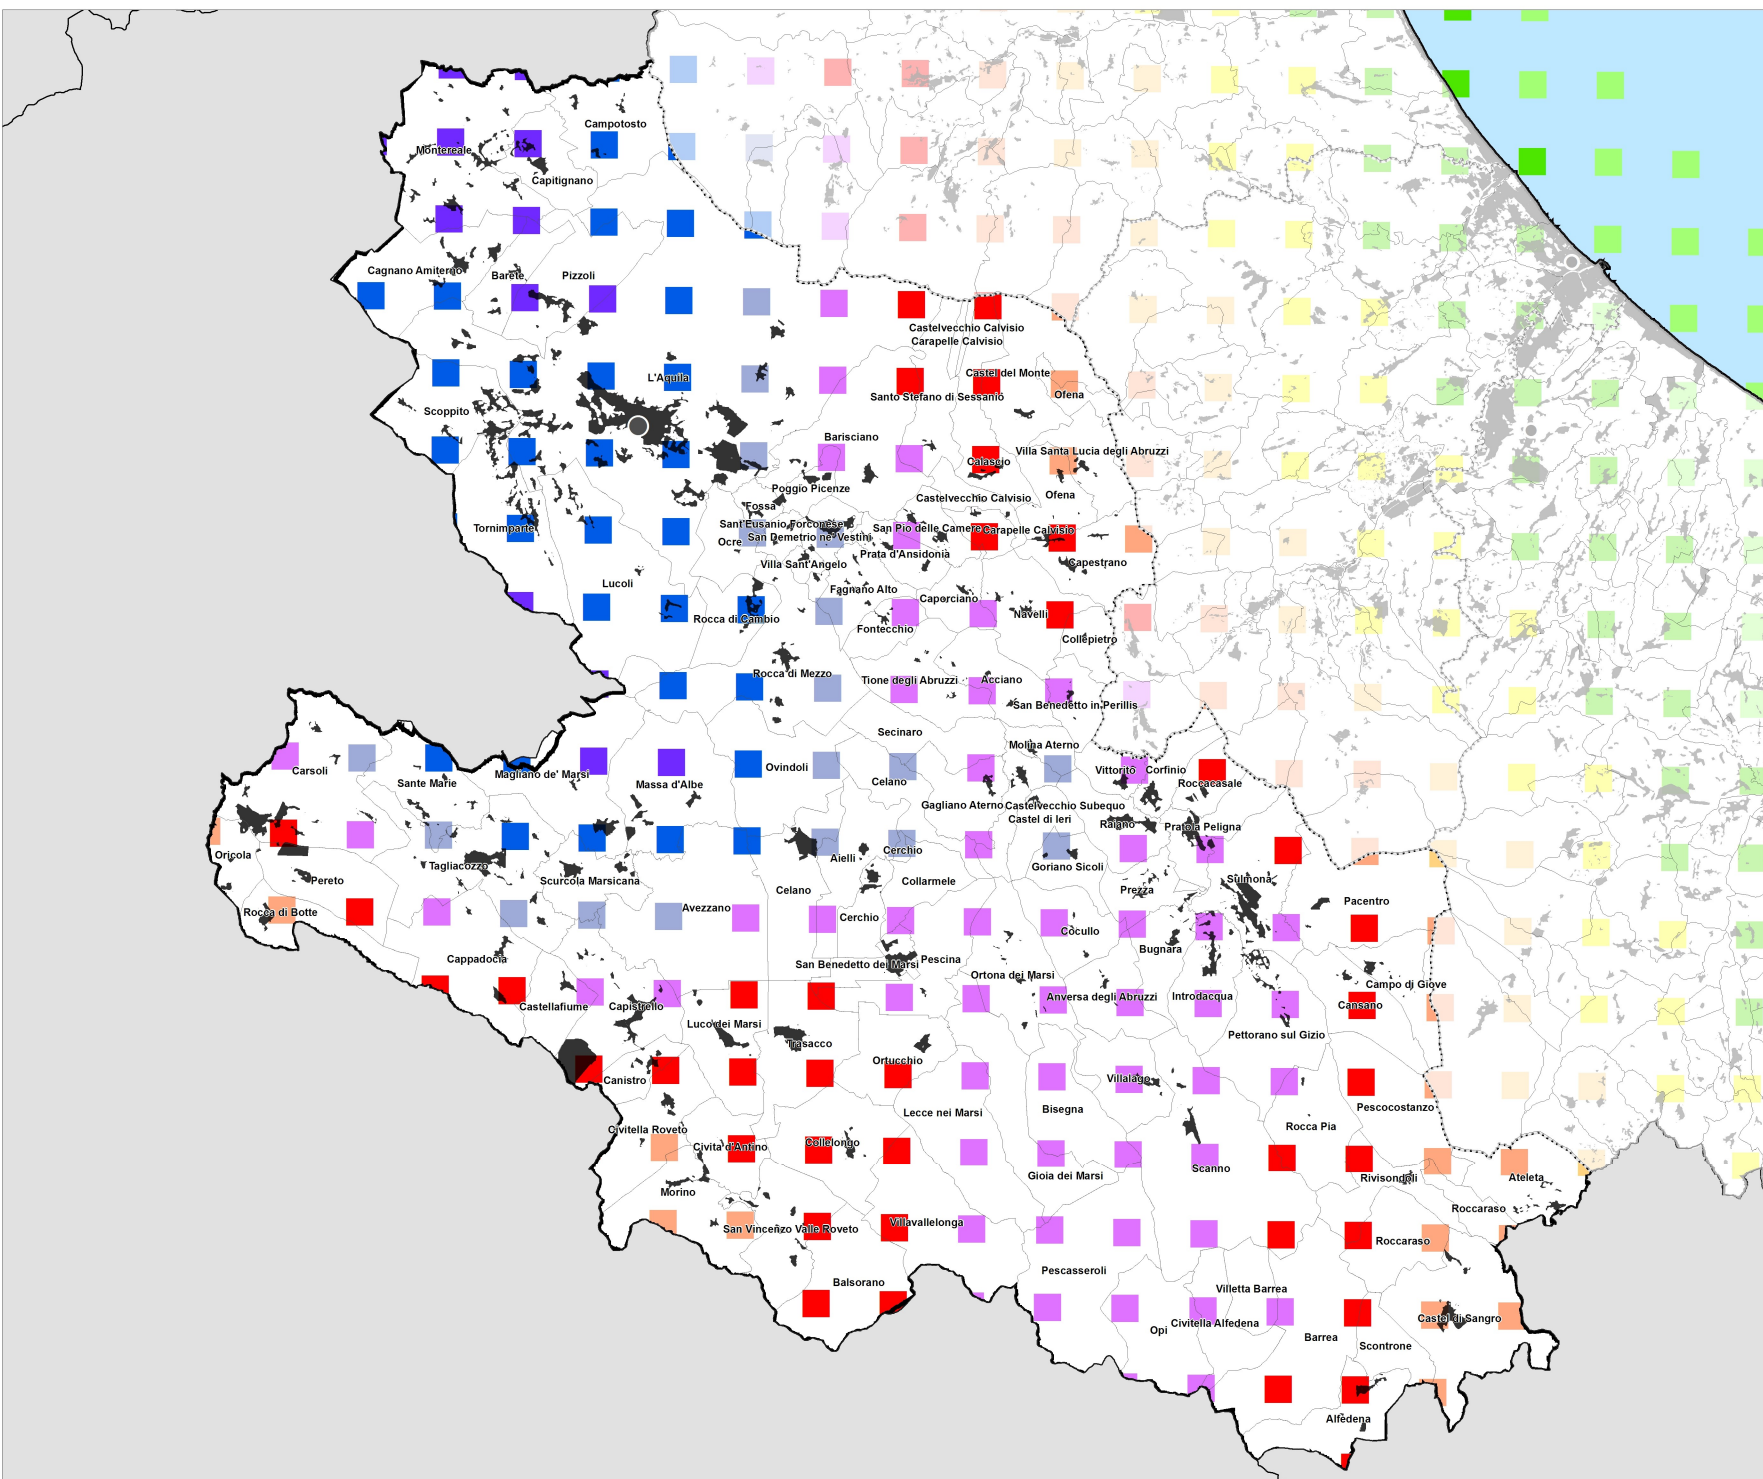 Campotosto
Montereale
Capitignano
Cagnano Amiterno
Barete
Pizzoli
Castelvecchio Calvisio
Carapelle Calvisio
L'Aquila
Castel del Monte
Santo Stefano di Sessanio
Ofena
Scoppito
Barisciano
Villa Santa Lucia degli Abruzzi
Calascio
Poggio Picenze
Castelvecchio Calvisio
Ofena
Fossa
Sant'Eusanio Forconese
Tornimparte
San Pio delle Camere
Carapelle Calvisio
San Demetrio ne' Vestini
Ocre
Prata d'Ansidonia
Villa Sant'Angelo
Capestrano
Lucoli
Fagnano Alto
Caporciano
Navelli
Rocca di Cambio
Fontecchio
Collepietro
Rocca di Mezzo
Tione degli Abruzzi
Acciano
San Benedetto in Perillis
Secinaro
Molina Aterno
Carsoli
Sante Marie
Magliano de' Marsi
Massa d'Albe
Ovindoli
Celano
Vittorito
Corfinio
Roccacasale
Gagliano Aterno
Castelvecchio Subequo
Castel di Ieri
Raiano
Pratola Peligna
Oricola
Pereto
Tagliacozzo
Scurcola Marsicana
Aielli
Cerchio
Goriano Sicoli
Celano
Collarmele
Prezza
Sulmona
Rocca di Botte
Avezzano
Cerchio
Pacentro
Cocullo
Bugnara
Cappadocia
San Benedetto dei Marsi
Pescina
Ortona dei Marsi
Campo di Giove
Castellafiume
Capistrello
Anversa degli Abruzzi
Introdacqua
Cansano
Luco dei Marsi
Trasacco
Pettorano sul Gizio
Ortucchio
Canistro
Villalago
Lecce nei Marsi
Bisegna
Pescocostanzo
Civitella Roveto
Rocca Pia
Civita d'Antino
Collelongo
Gioia dei Marsi
Scanno
Rivisondoli
Ateleta
Morino
Roccaraso
San Vincenzo Valle Roveto
Villavallelonga
Roccaraso
Balsorano
Pescasseroli
Villetta Barrea
Opi
Civitella Alfedena
Barrea
Castel di Sangro
Scontrone
Alfedena